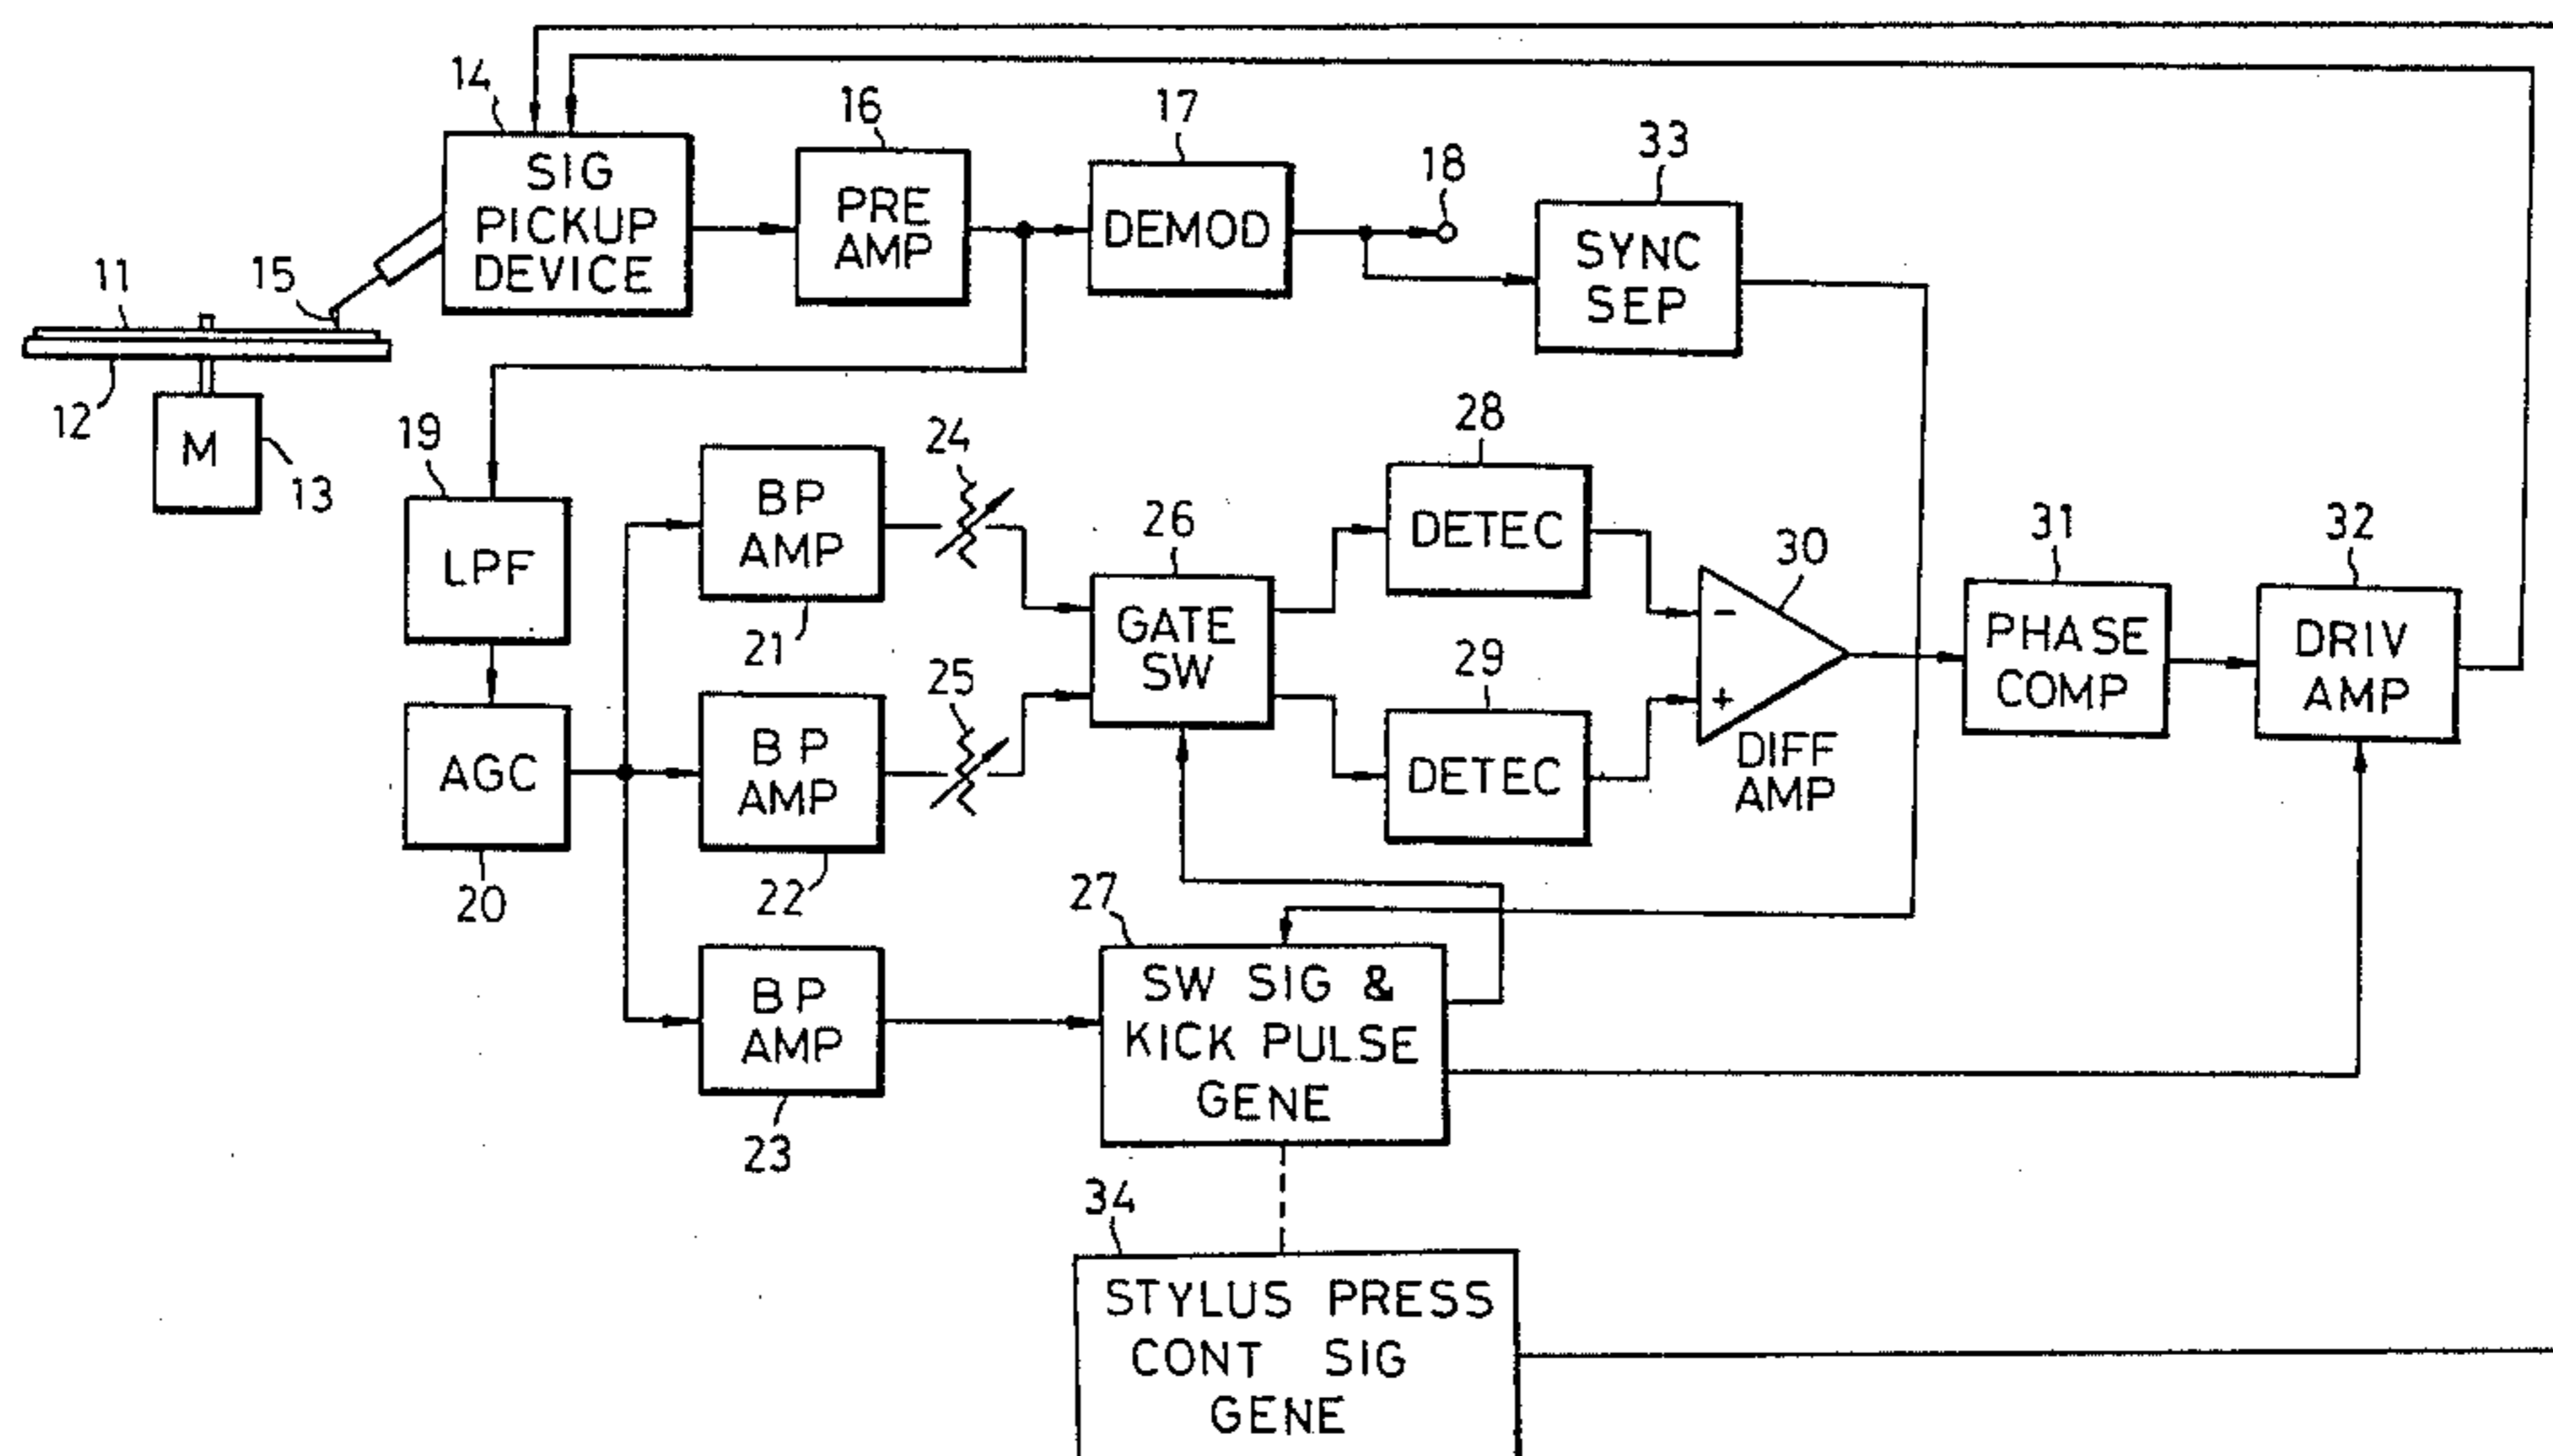 14
SIG
PICKUP
DEVICE
16
PRE
AMP
17
DEMOD
18
33
SYNC
SEP
11
15
12
M
13
19
LPF
AGC
20
BP
AMP
21
24
BP
AMP
22
25
BP
AMP
23
26
GATE
SW
28
DETEC
29
DETEC
30
-
+
DIFF
AMP
31
PHASE
COMP
32
DRIV
AMP
27
SW SIG &
KICK PULSE
GENE
34
STYLUS PRESS
CONT SIG
GENE